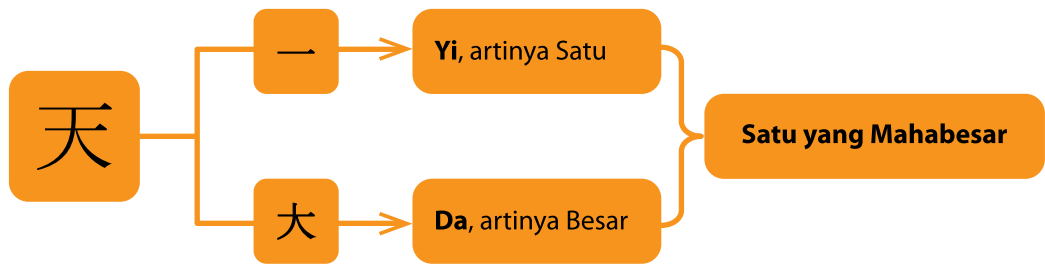 天
一
Yi, artinya Satu
大
Da, artinya Besar
Satu yang Mahabesar